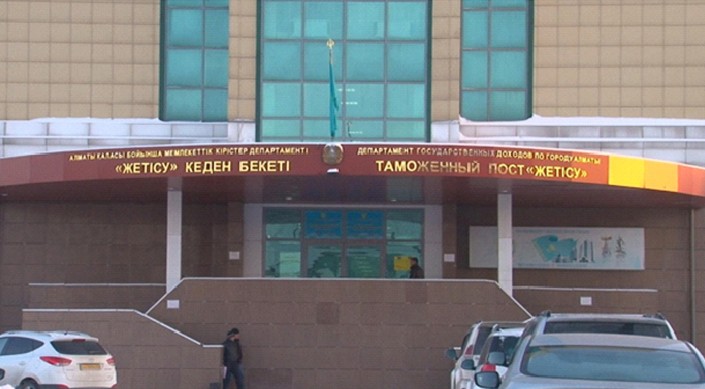 АЛМАТЫ ҚАЛАСЫ БОЙЫНША МЕМЛЕКЕТТІК КІРІСТЕР ДЕПАРТАМЕНТІ
«ЖЕТІСУ» КЕДЕН БЕКЕТІ
ДЕПАРТАМЕНТ ГОСУДАРСТВЕННЫХ ДОХОДОВ ПО ГОРОДУ АЛМАТЫ
ТАМОЖЕННЫЙ ПОСТ «ЖЕТІСУ»